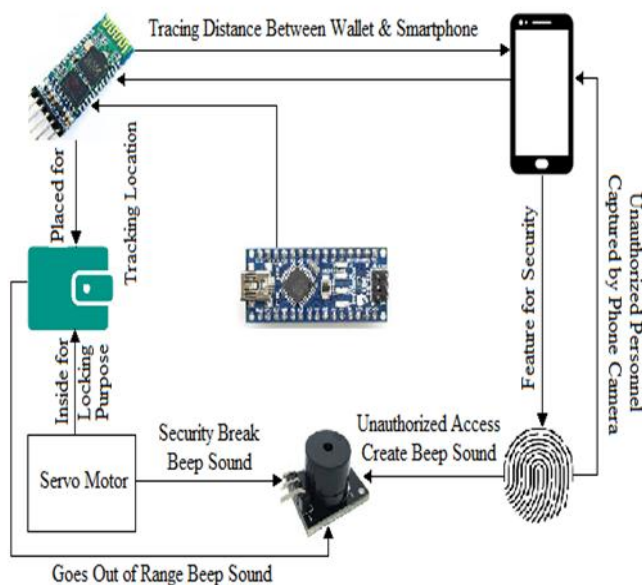 Tracing Distance Between Wallet & Smartphone
Placed for
Tracking Location
Unauthorized Personnel
Captured by Phone Camera
Feature for Security
Inside for
Locking
Purpose
Security Break
Beep Sound
Unauthorized Access
Create Beep Sound
Servo Motor
Goes Out of Range Beep Sound